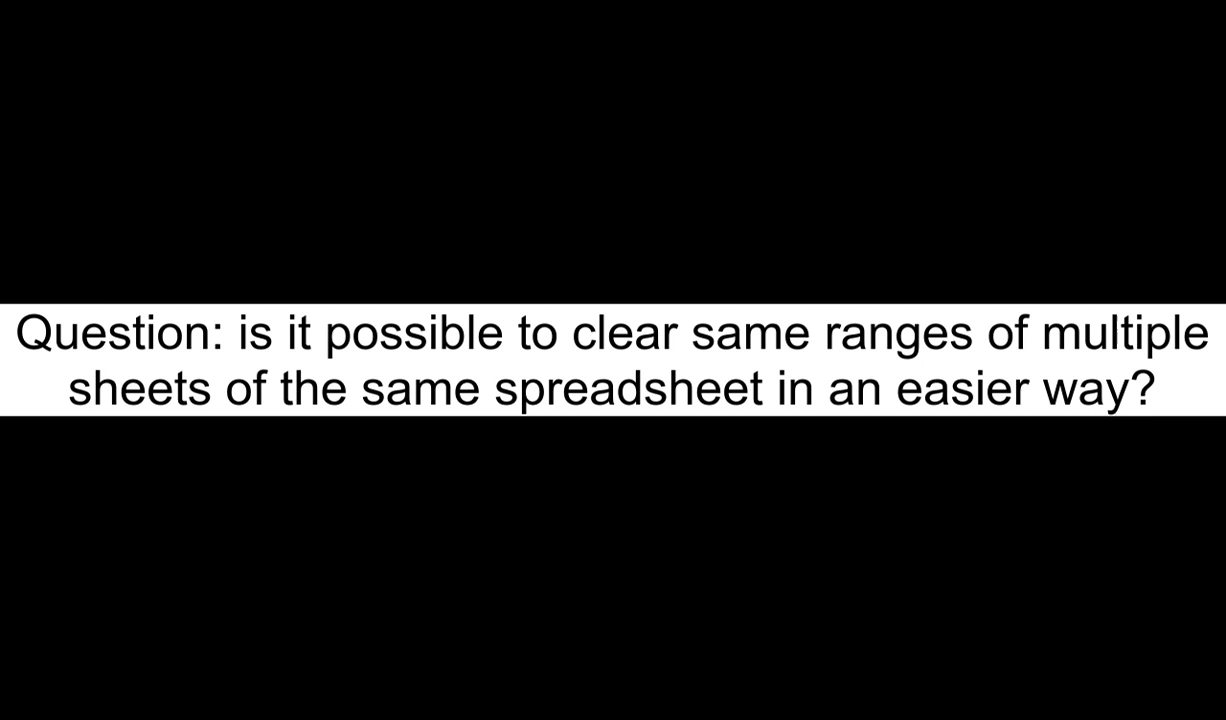 Question: is it possible to clear same ranges of multiple
sheets of the same spreadsheet in an easier way?